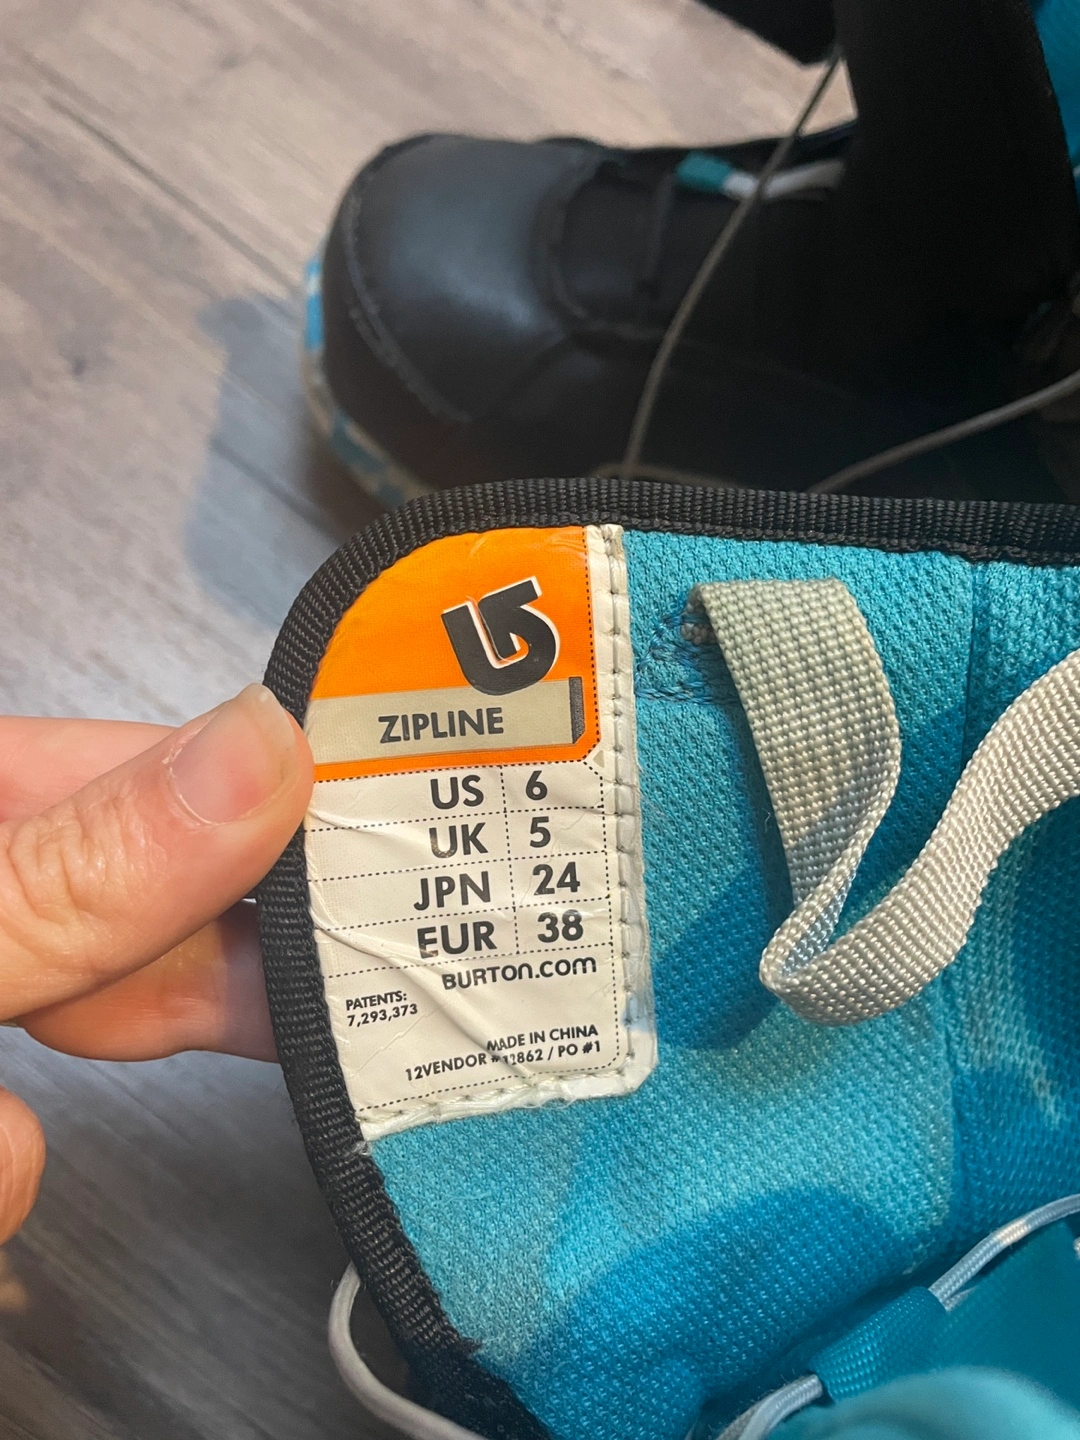 ZIPLINE
US 6
UK 5
JPN 24
EUR 38
BURTON.COM
PATENTS:
7,293,373
MADE IN CHINA
12VENDOR / PO #1